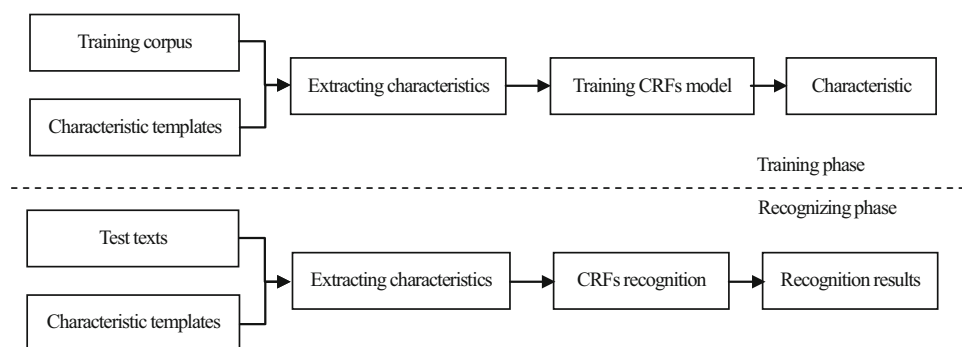 Training corpus
Extracting characteristics
Training CRFs model
Characteristic
Characteristic templates
Training phase
Recognizing phase
Test texts
Extracting characteristics
CRFs recognition
Recognition results
Characteristic templates